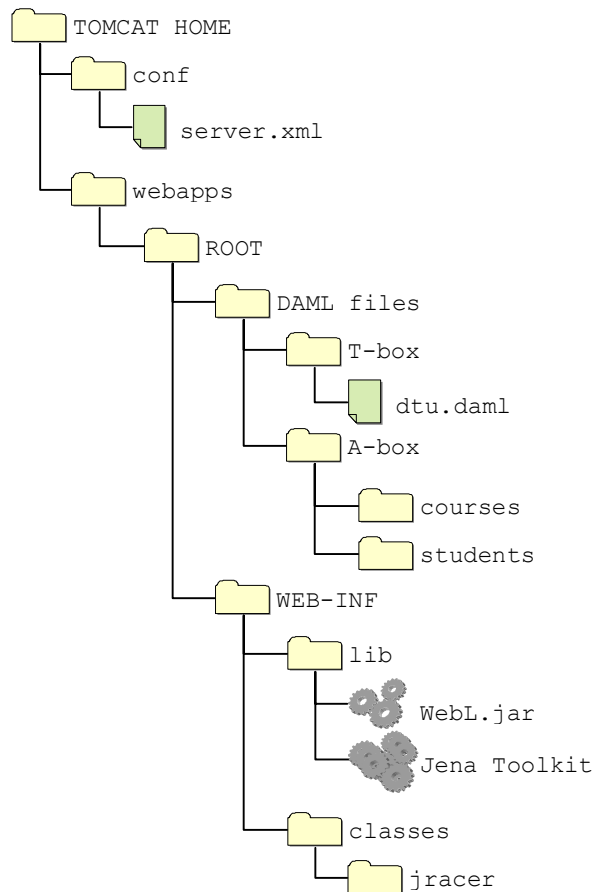 TOMCAT HOME
conf
server.xml
webapps
ROOT
DAML files
T-box
dtu.daml
A-box
courses
students
WEB-INF
lib
WebL.jar
Jena Toolkit
classes
jracer